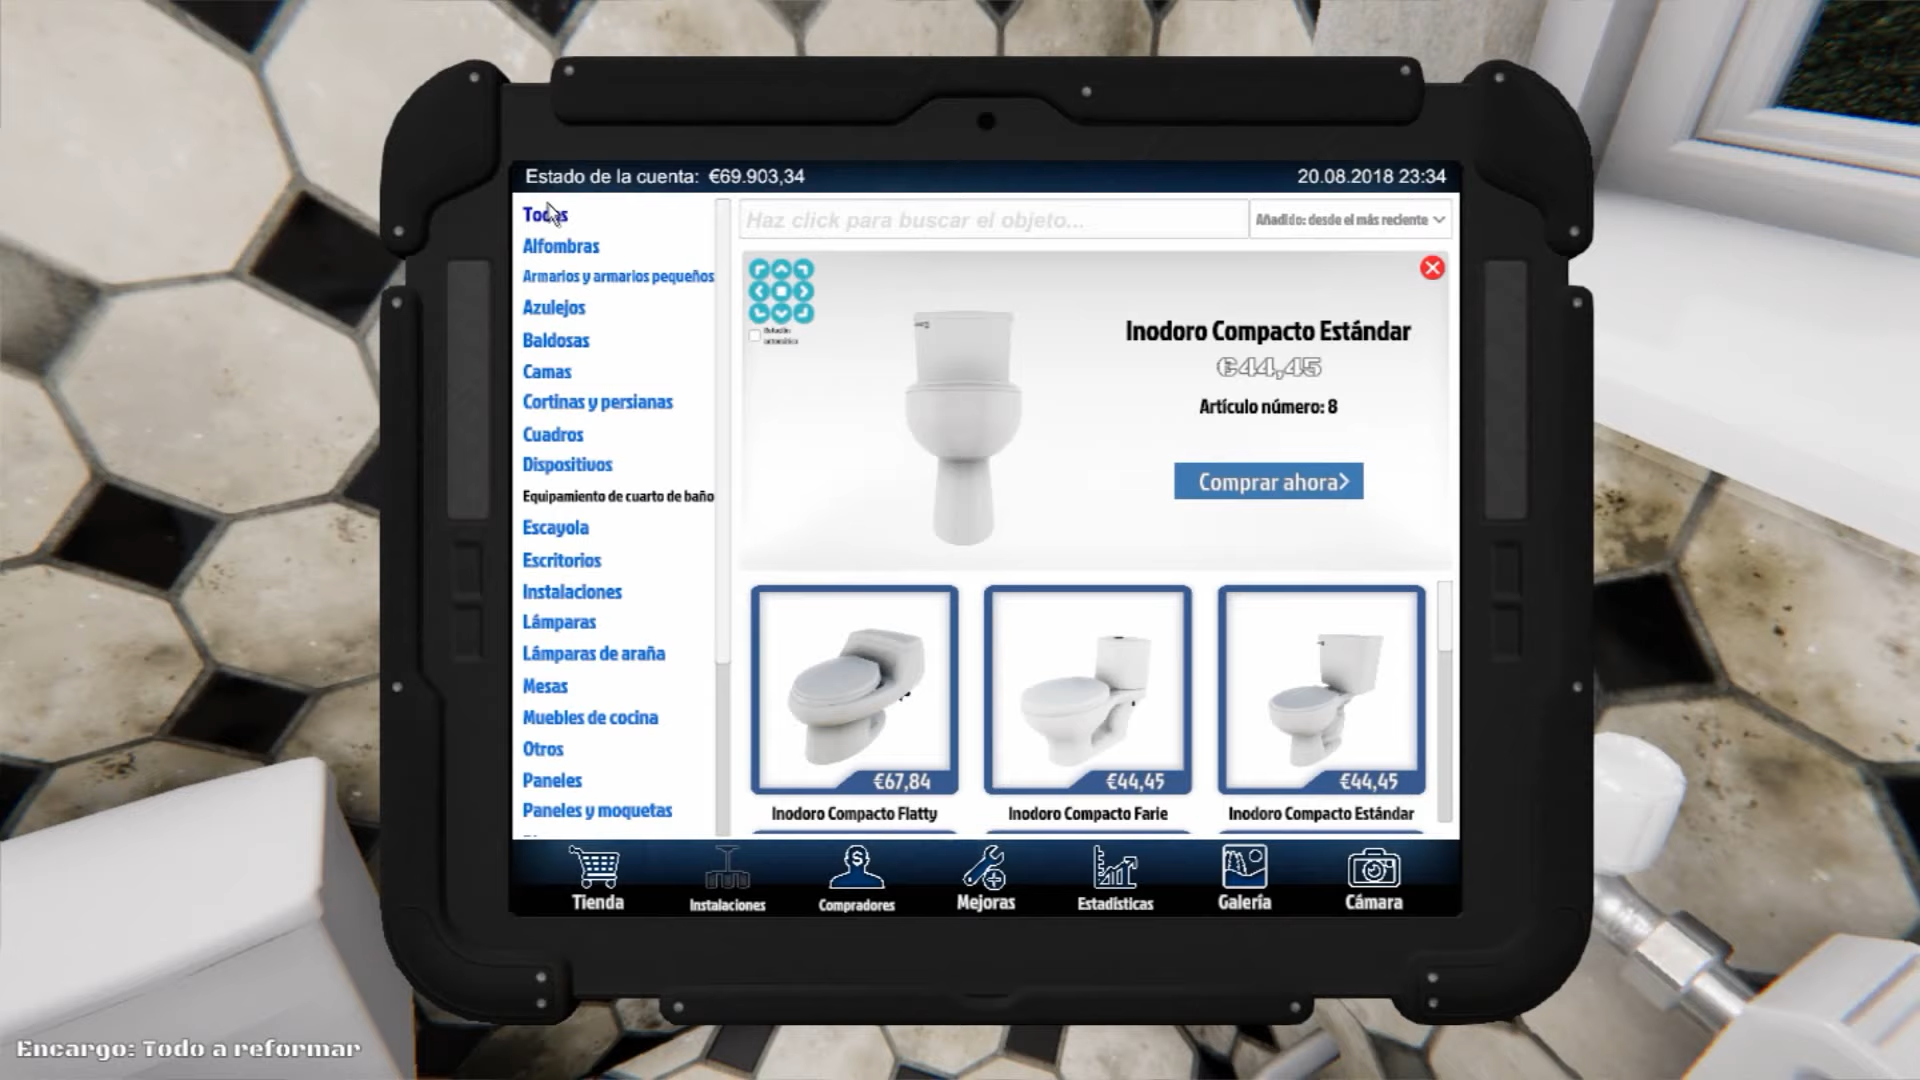 Estado de la cuenta: €69.903,34
20.08.2018 23:34
Todos
Alfombras
Armarios y armarios pequeños
Azulejos
Baldosas
Camas
Cortinas y persianas
Cuadros
Dispositivos
Equipamiento de cuarto de baño
Escayola
Escritorios
Instalaciones
Lámparas
Lámparas de araña
Mesas
Muebles de cocina
Otros
Paneles
Paneles y moquetas
Haz click para buscar el objeto...
Añadido: desde el más reciente
Rotación
automática
Inodoro Compacto Estándar
€44,45
Artículo número: 8
Comprar ahora>
€67,84
Inodoro Compacto Flatty
€44,45
Inodoro Compacto Farie
€44,45
Inodoro Compacto Estándar
Tienda
Instalaciones
Compradores
Mejoras
Estadísticas
Galería
Cámara
Encargo: Todo a reformar